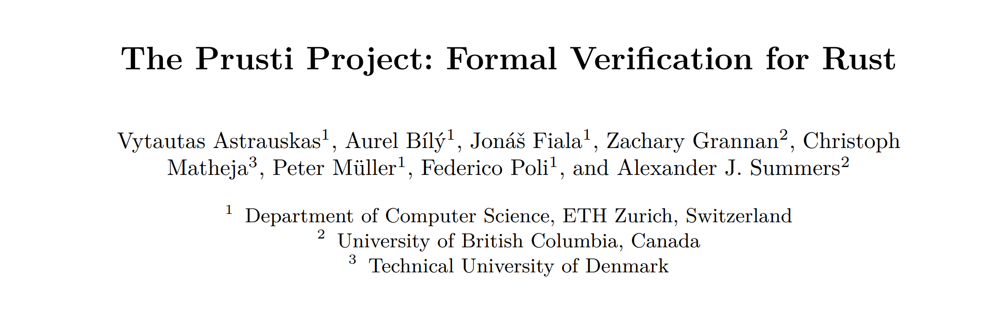 The Prusti Project: Formal Verification for Rust
Vytautas Astrauskas¹, Aurel Bílý¹, Jonáš Fiala¹, Zachary Grannan², Christoph
Matheja³, Peter Müller¹, Federico Poli¹, and Alexander J. Summers²
¹ Department of Computer Science, ETH Zurich, Switzerland
² University of British Columbia, Canada
³ Technical University of Denmark